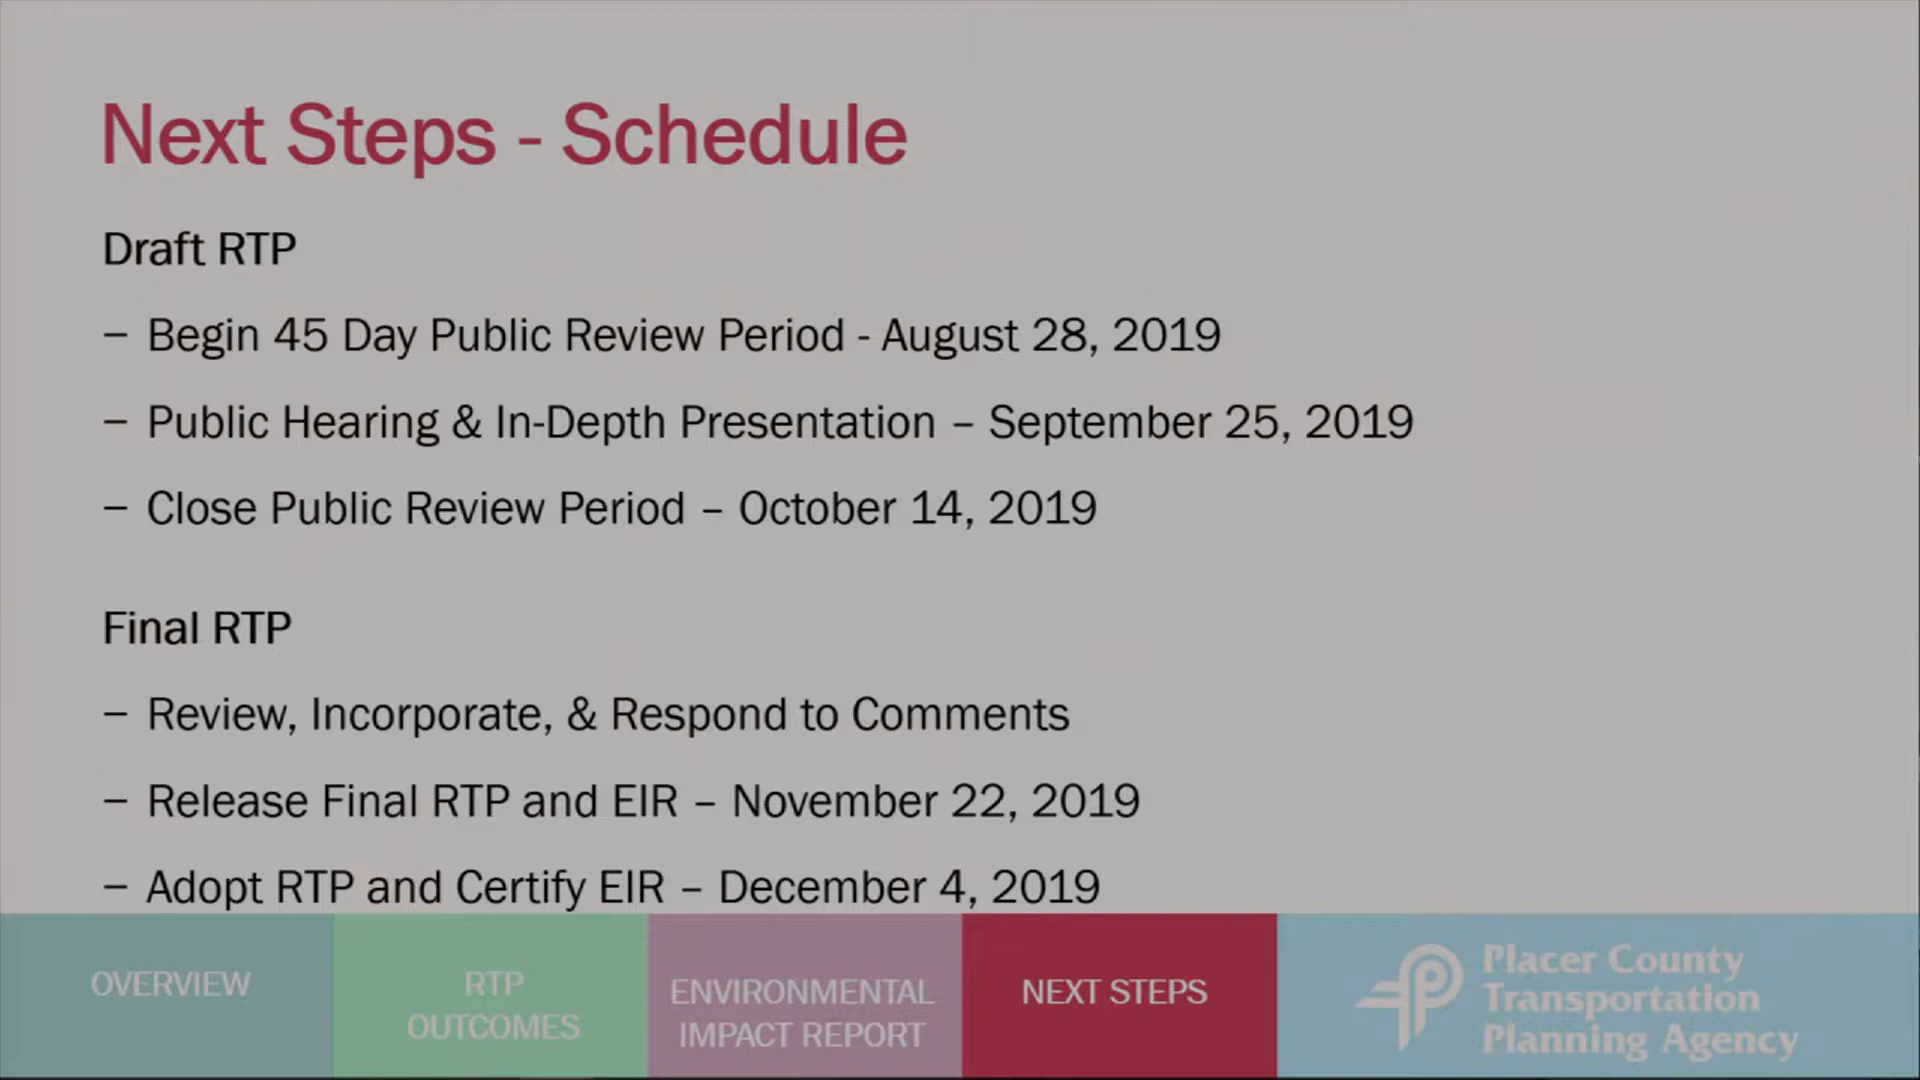 Next Steps - Schedule
Draft RTP
– Begin 45 Day Public Review Period - August 28, 2019
– Public Hearing & In-Depth Presentation – September 25, 2019
– Close Public Review Period – October 14, 2019
Final RTP
– Review, Incorporate, & Respond to Comments
– Release Final RTP and EIR – November 22, 2019
– Adopt RTP and Certify EIR – December 4, 2019
OVERVIEW
RTP
OUTCOMES
ENVIRONMENTAL
IMPACT REPORT
NEXT STEPS
Placer County
Transportation
Planning Agency